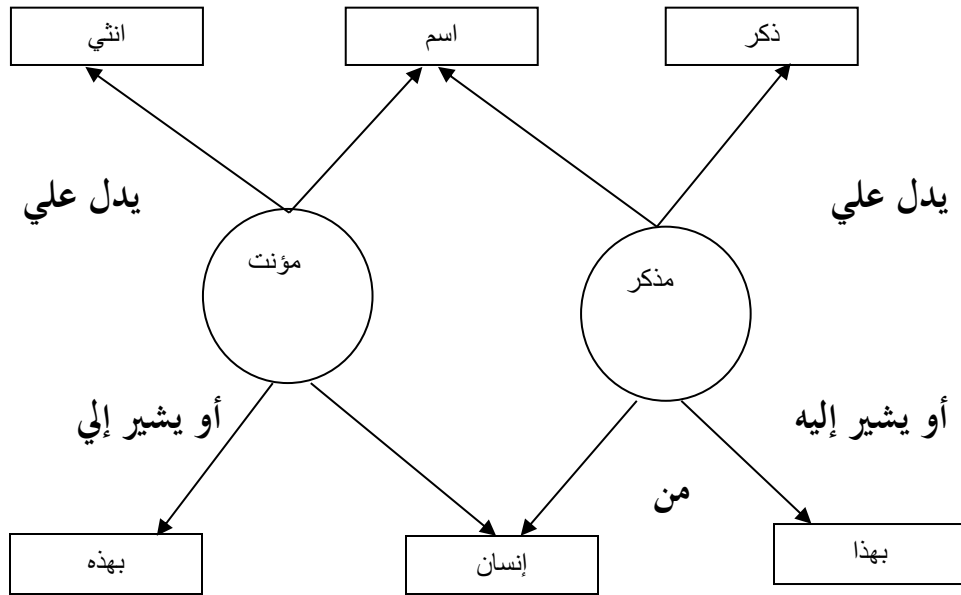 ذكر
اسم
انثي
يدل علي
يدل علي
مذكر
مؤنت
أو يشير إليه
أو يشير إلي
من
بهذا
إنسان
بهذه